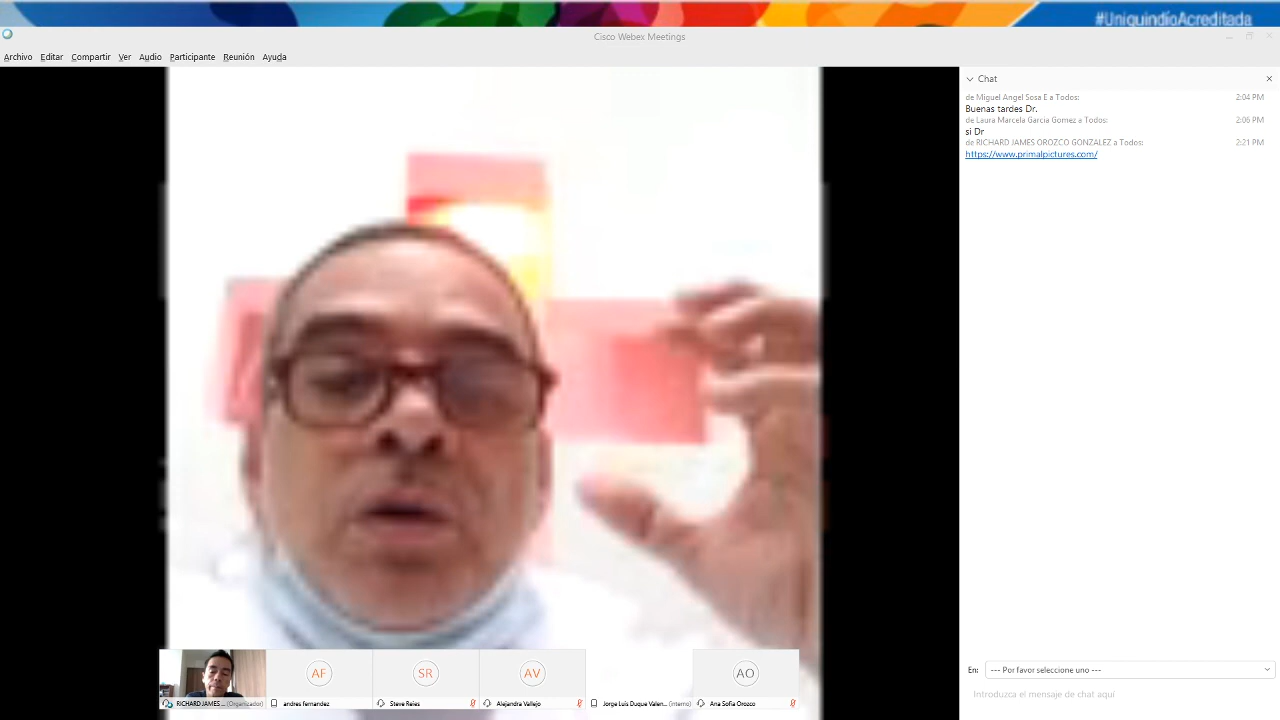 #UniquindíoAcreditada
Cisco Webex Meetings
Archivo Editar Compartir Ver Audio Participante Reunión Ayuda
Chat
de Miguel Angel Sosa E a Todos: 2:04 PM
Buenas tardes Dr.
de Laura Marcela Garcia Gomez a Todos: 2:06 PM
si Dr
de RICHARD JAMES OROZCO GONZALEZ a Todos: 2:21 PM
https://www.primalpictures.com/
En: --- Por favor seleccione uno ---
Introduzca el mensaje de chat aquí
AF SR AV AO
RICHARD JAMES ... (Organizador) andres fernandez Steve Reies Alejandra Vallejo Jorge Luis Duque Valen... (interno) Ana Sofia Orozco